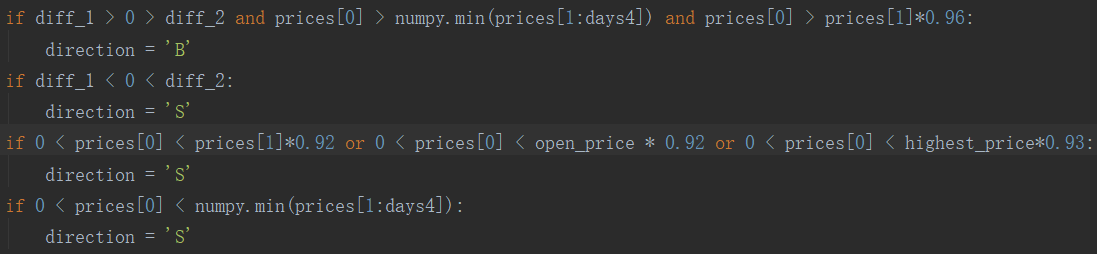 if diff_1 > 0 > diff_2 and prices[0] > numpy.min(prices[1:days4]) and prices[0] > prices[1]*0.96:
    direction = 'B'
if diff_1 < 0 < diff_2:
    direction = 'S'
if 0 < prices[0] < prices[1]*0.92 or 0 < prices[0] < open_price * 0.92 or 0 < prices[0] < highest_price*0.93:
    direction = 'S'
if 0 < prices[0] < numpy.min(prices[1:days4]):
    direction = 'S'